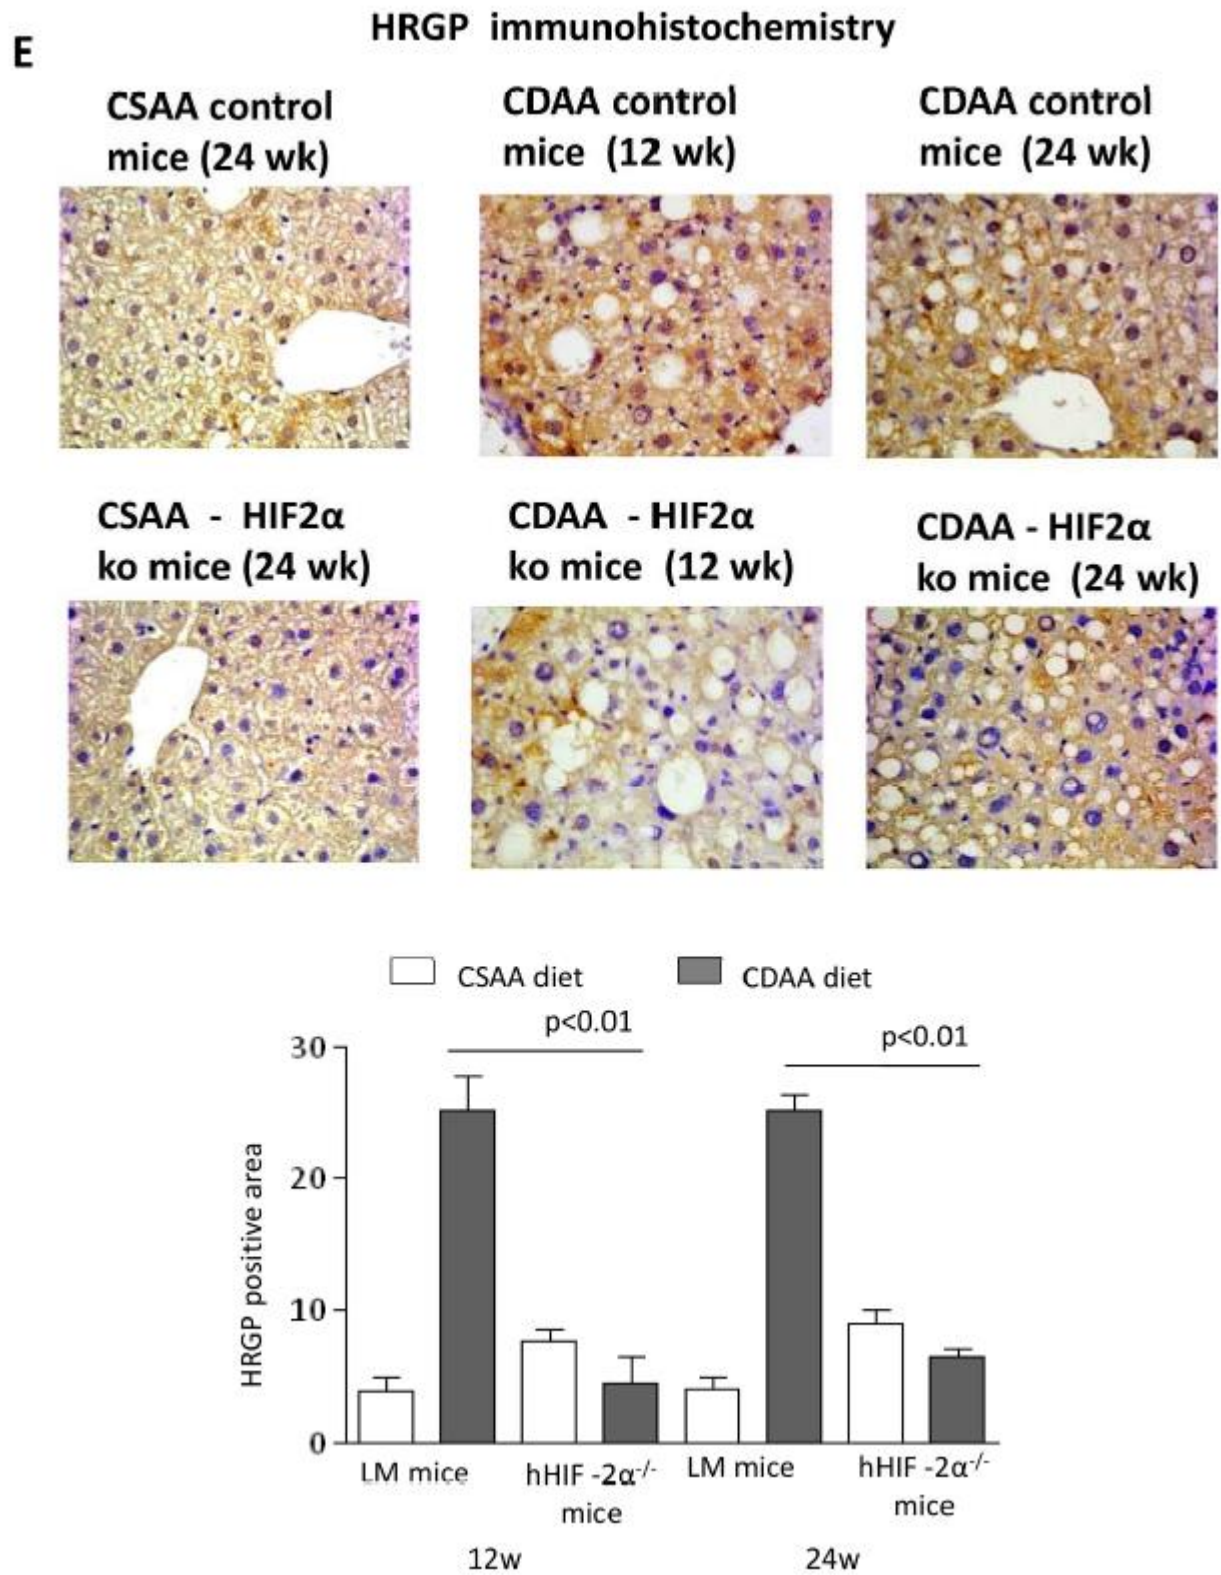 HRGP immunohistochemistry
E
CSAA control
mice (24 wk)
CDAA control
mice (12 wk)
CDAA control
mice (24 wk)
CSAA - HIF2α
ko mice (24 wk)
CDAA - HIF2α
ko mice (12 wk)
CDAA - HIF2α
ko mice (24 wk)
CSAA diet
CDAA diet
p<0.01
p<0.01
30
20
10
0
HRGP positive area
LM mice
hHIF -2α-/-
mice
LM mice
hHIF -2α-/-
mice
12w
24w